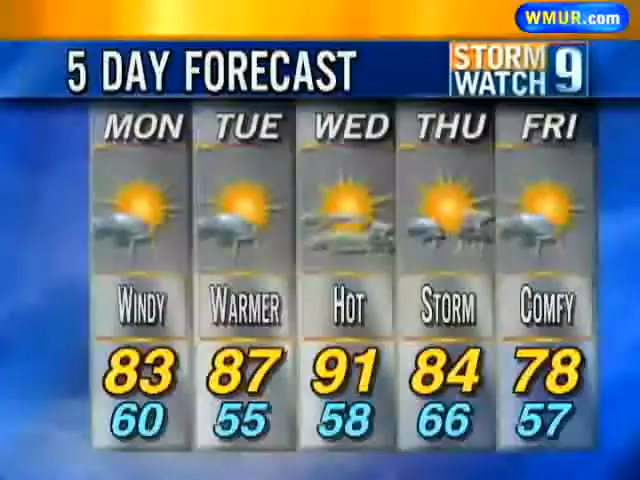 WMUR.com
5 DAY FORECAST
STORM WATCH 9
MON TUE WED THU FRI
WINDY WARMER HOT STORM COMFY
83 87 91 84 78
60 55 58 66 57